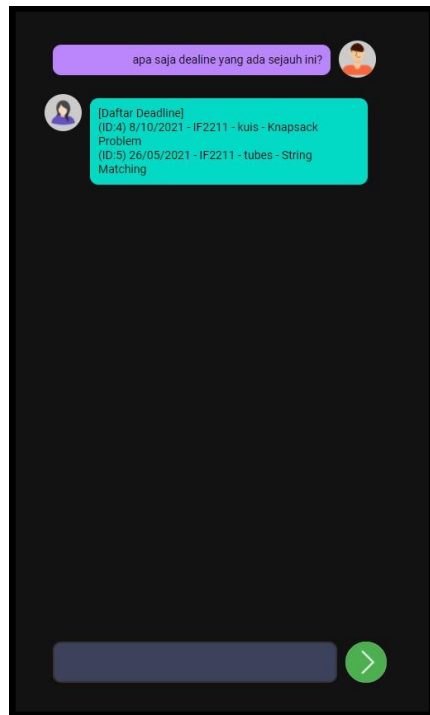 apa saja dealine yang ada sejauh ini?
[Daftar Deadline]
(ID:4) 8/10/2021 - IF2211 - kuis - Knapsack
Problem
(ID:5) 26/05/2021 - IF2211 - tubes - String
Matching